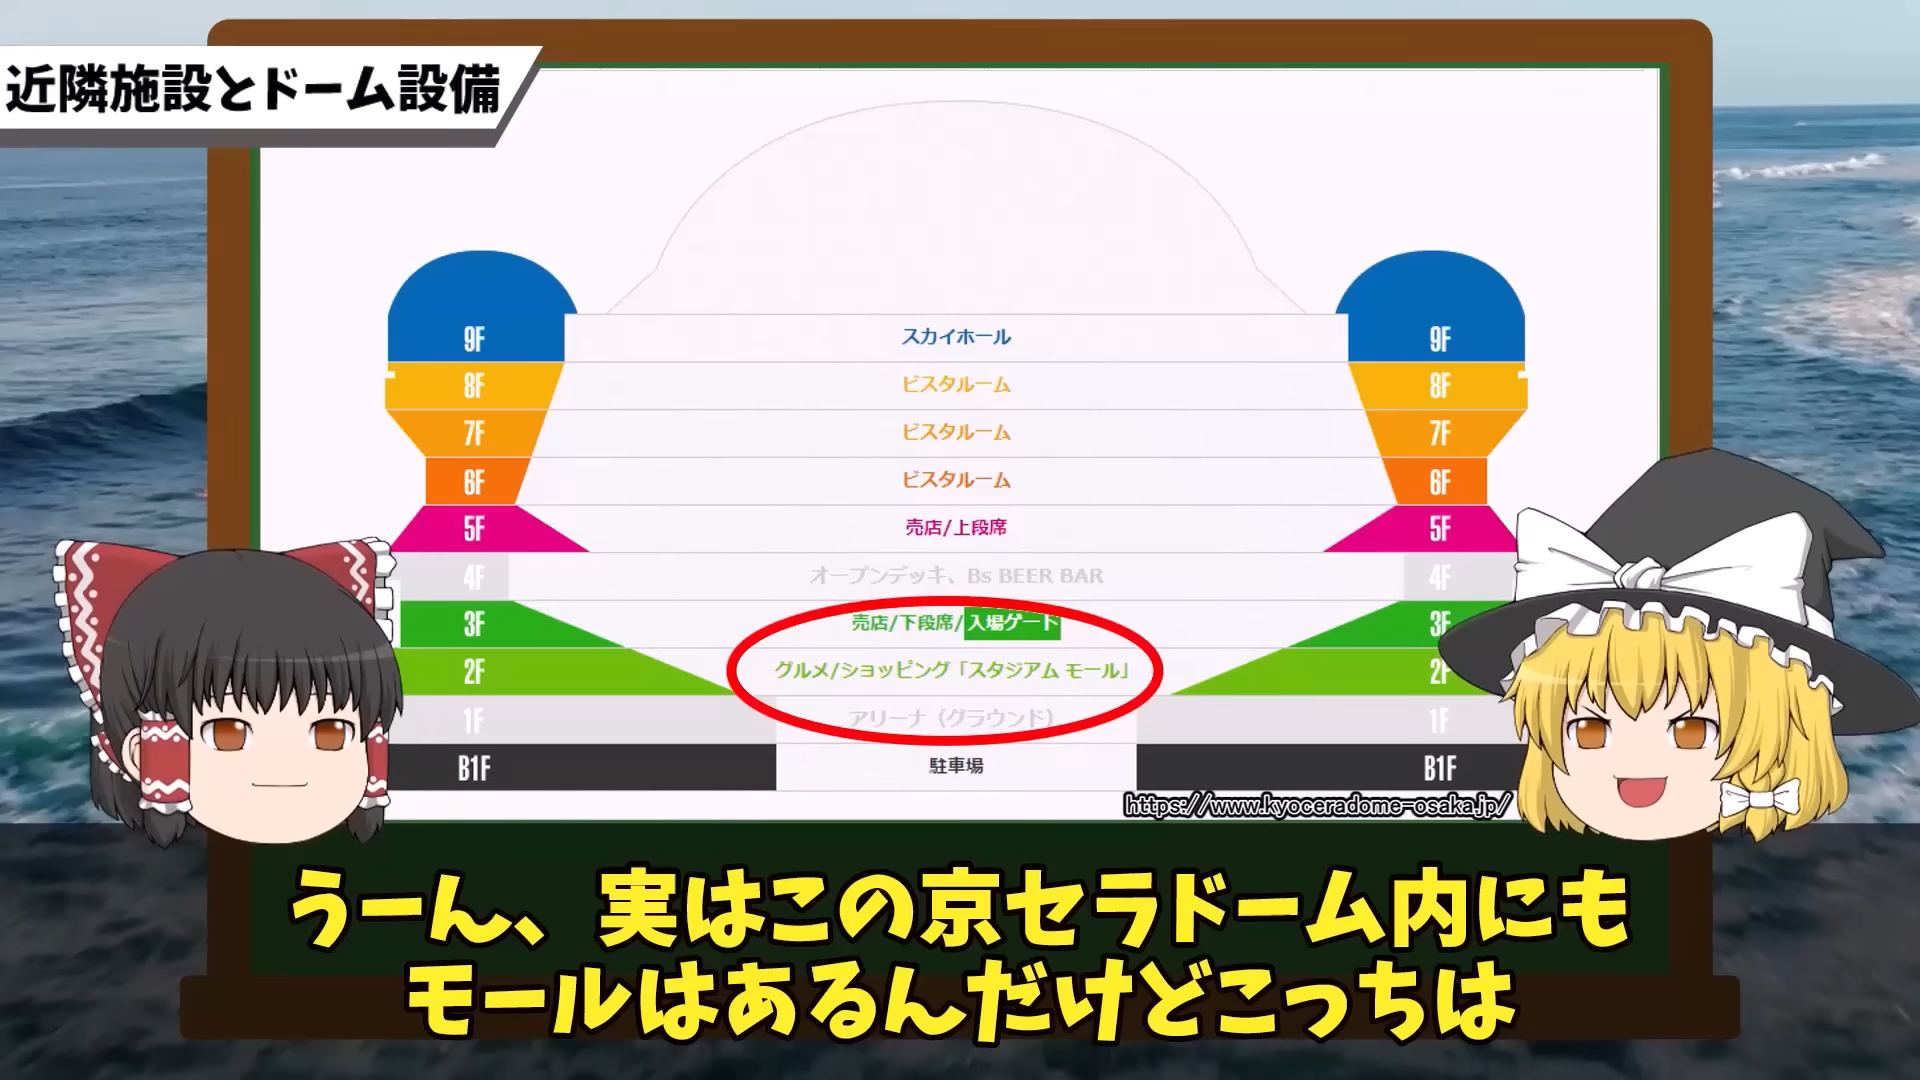 近隣施設とドーム設備
9F スカイホール 9F
8F ビスタルーム 8F
7F ビスタルーム 7F
6F ビスタルーム 6F
5F 売店/上段席 5F
4F オープンデッキ、Bs BEER BAR 4F
3F 売店/下段席/入場ゲート 3F
2F グルメ/ショッピング「スタジアム モール」 2F
1F アリーナ（グラウンド） 1F
B1F 駐車場 B1F
https://www.kyoceradome-osaka.jp/
うーん、実はこの京セラドーム内にも
モールはあるんだけどこっちは